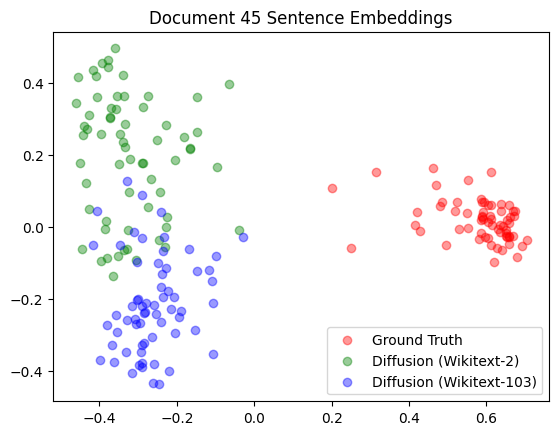 Document 45 Sentence Embeddings
0.4
0.2
0.0
−0.2
−0.4
−0.4
−0.2
0.0
0.2
0.4
0.6
Ground Truth
Diffusion (Wikitext-2)
Diffusion (Wikitext-103)